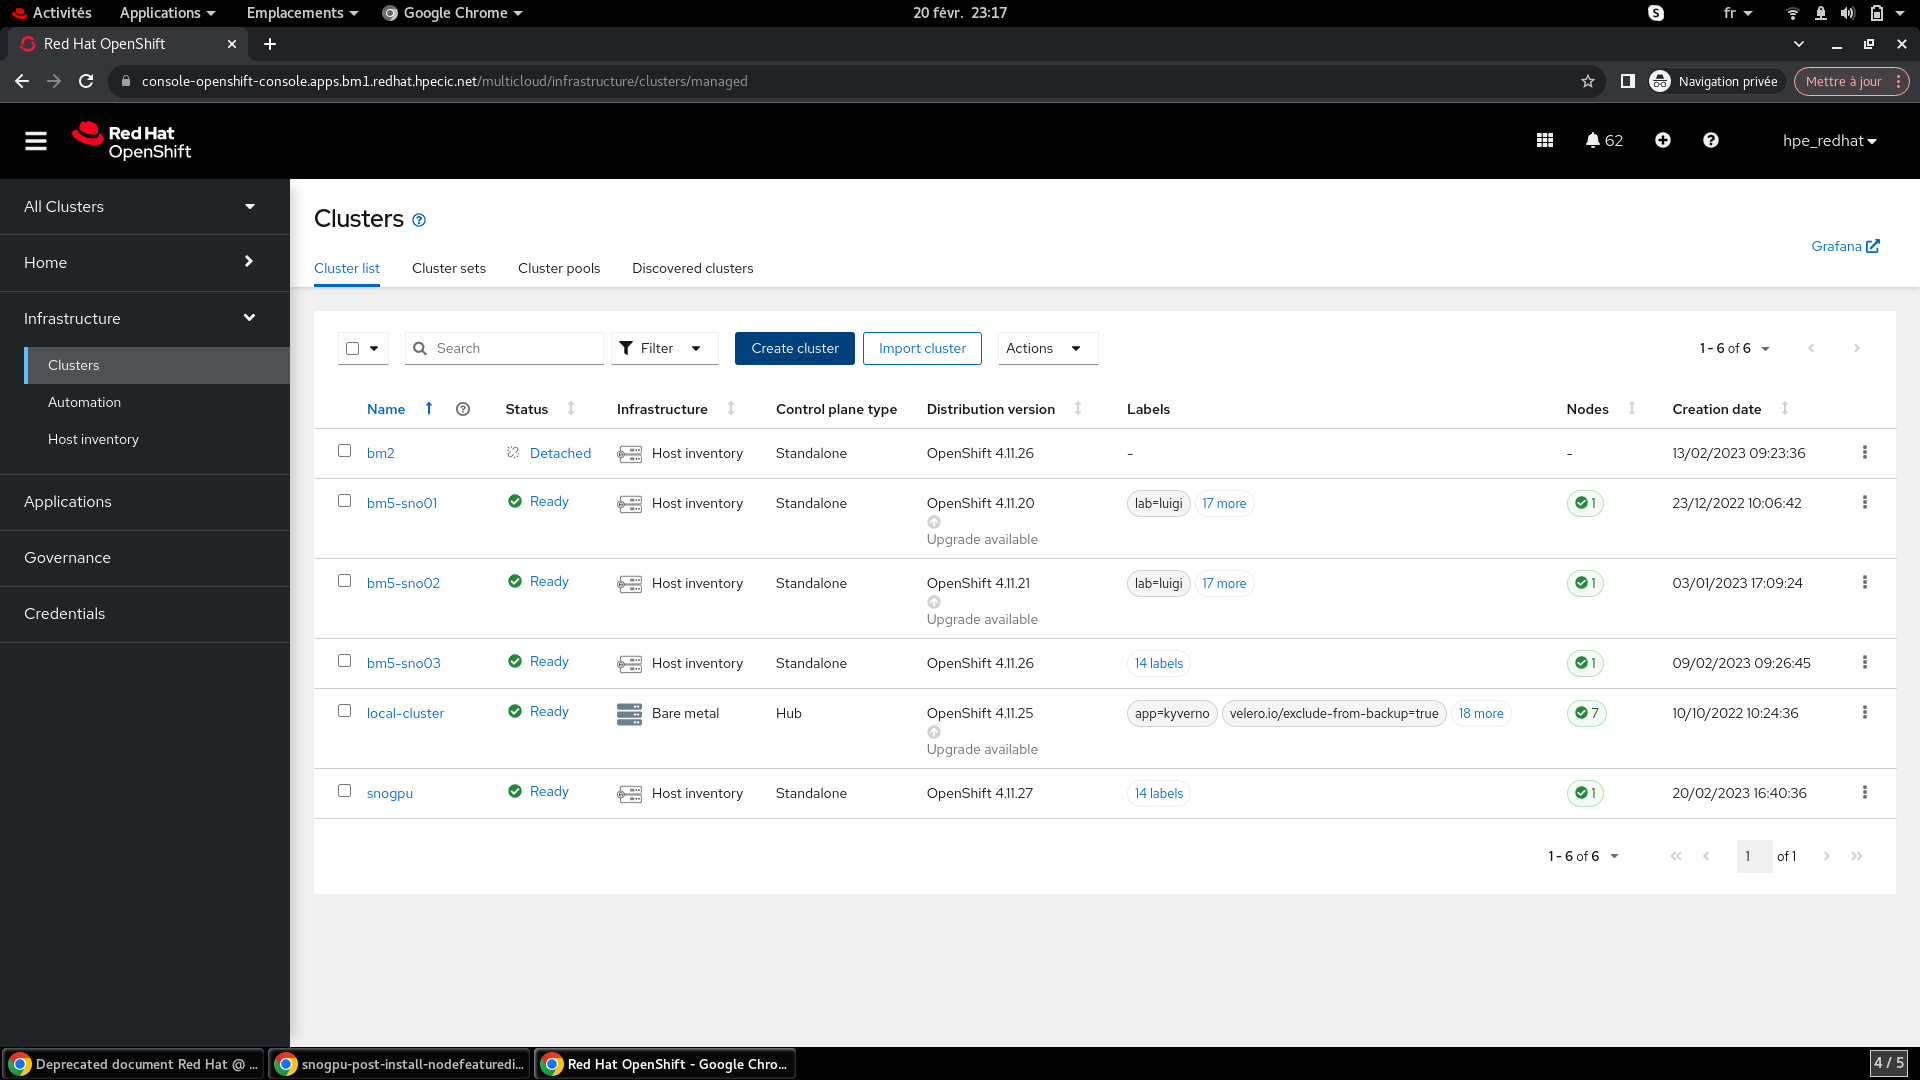 Activités Applications Emplacements Google Chrome 20 févr. 23:17 fr
Red Hat OpenShift
console-openshift-console.apps.bm1.redhat.hpecic.net/multicloud/infrastructure/clusters/managed Navigation privée Mettre à jour
Red Hat
OpenShift
62 hpe_redhat
All Clusters
Home
Infrastructure
Clusters
Automation
Host inventory
Applications
Governance
Credentials
Clusters
Grafana
Cluster list Cluster sets Cluster pools Discovered clusters
Search Filter Create cluster Import cluster Actions 1 - 6 of 6
Name Status Infrastructure Control plane type Distribution version Labels Nodes Creation date
bm2 Detached Host inventory Standalone OpenShift 4.11.26 - - 13/02/2023 09:23:36
bm5-sno01 Ready Host inventory Standalone OpenShift 4.11.20 lab=luigi 17 more 1 23/12/2022 10:06:42
Upgrade available
bm5-sno02 Ready Host inventory Standalone OpenShift 4.11.21 lab=luigi 17 more 1 03/01/2023 17:09:24
Upgrade available
bm5-sno03 Ready Host inventory Standalone OpenShift 4.11.26 14 labels 1 09/02/2023 09:26:45
local-cluster Ready Bare metal Hub OpenShift 4.11.25 app=kyverno velero.io/exclude-from-backup=true 18 more 7 10/10/2022 10:24:36
Upgrade available
snogpu Ready Host inventory Standalone OpenShift 4.11.27 14 labels 1 20/02/2023 16:40:36
1 - 6 of 6 1 of 1
Deprecated document Red Hat @ ... snogpu-post-install-nodefeaturedi... Red Hat OpenShift - Google Chro... 4 / 5